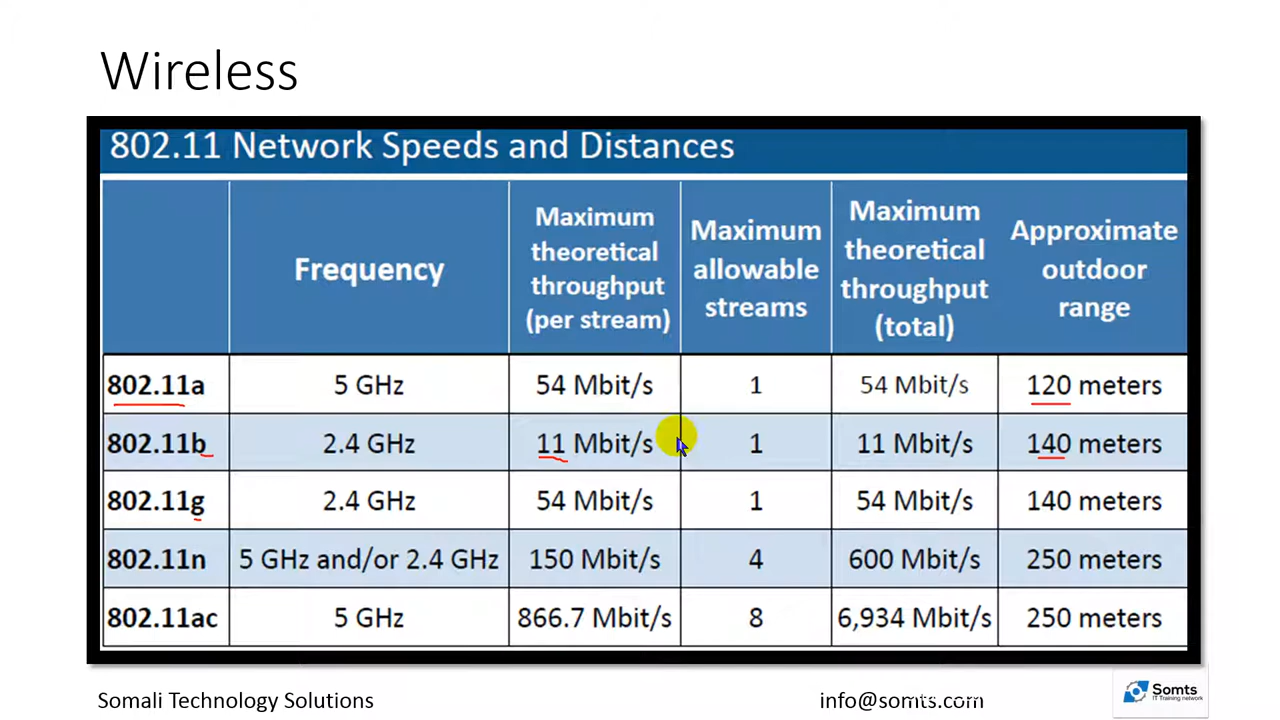 Wireless
802.11 Network Speeds and Distances
Frequency
Maximum
theoretical
throughput
(per stream)
Maximum
allowable
streams
Maximum
theoretical
throughput
(total)
Approximate
outdoor
range
802.11a 5 GHz 54 Mbit/s 1 54 Mbit/s 120 meters
802.11b 2.4 GHz 11 Mbit/s 1 11 Mbit/s 140 meters
802.11g 2.4 GHz 54 Mbit/s 1 54 Mbit/s 140 meters
802.11n 5 GHz and/or 2.4 GHz 150 Mbit/s 4 600 Mbit/s 250 meters
802.11ac 5 GHz 866.7 Mbit/s 8 6,934 Mbit/s 250 meters
Somali Technology Solutions
info@somts.com
Somts
IT Training network